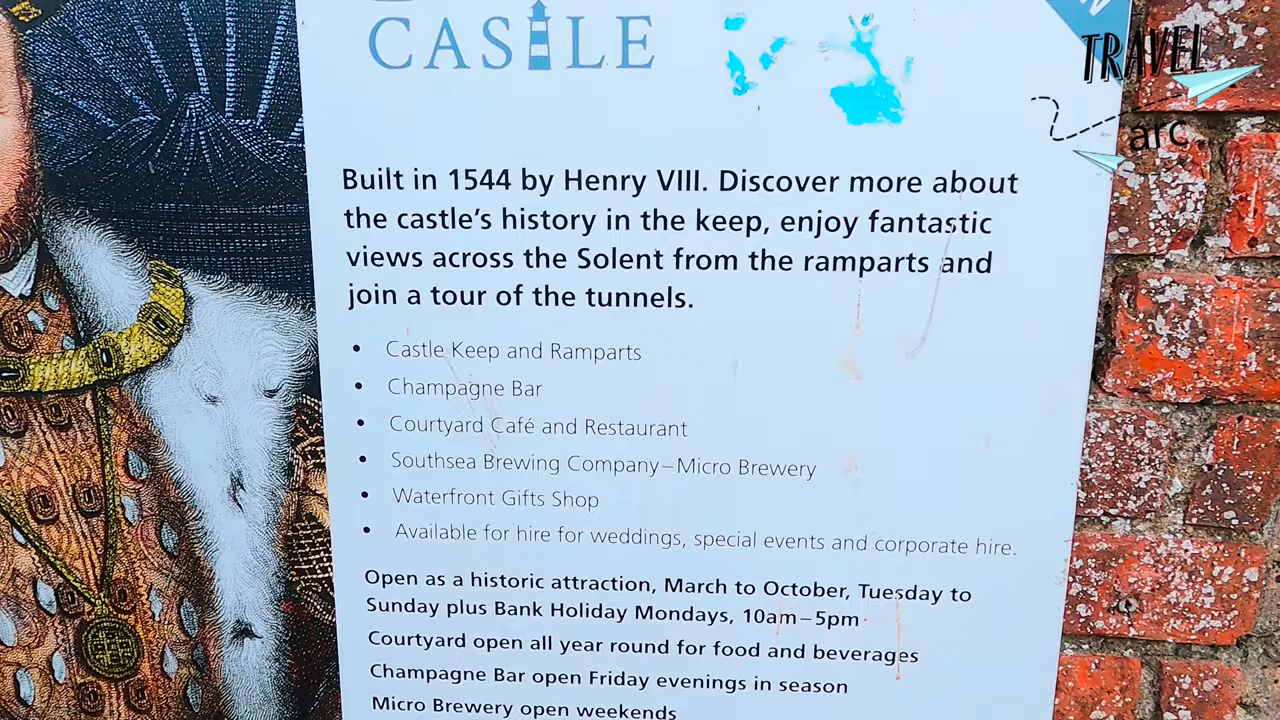 CASTLE
TRAVEL
arc
Built in 1544 by Henry VIII. Discover more about
the castle's history in the keep, enjoy fantastic
views across the Solent from the ramparts and
join a tour of the tunnels.
• Castle Keep and Ramparts
• Champagne Bar
• Courtyard Café and Restaurant
• Southsea Brewing Company–Micro Brewery
• Waterfront Gifts Shop
• Available for hire for weddings, special events and corporate hire.
Open as a historic attraction, March to October, Tuesday to
Sunday plus Bank Holiday Mondays, 10am–5pm
Courtyard open all year round for food and beverages
Champagne Bar open Friday evenings in season
Micro Brewery open weekends